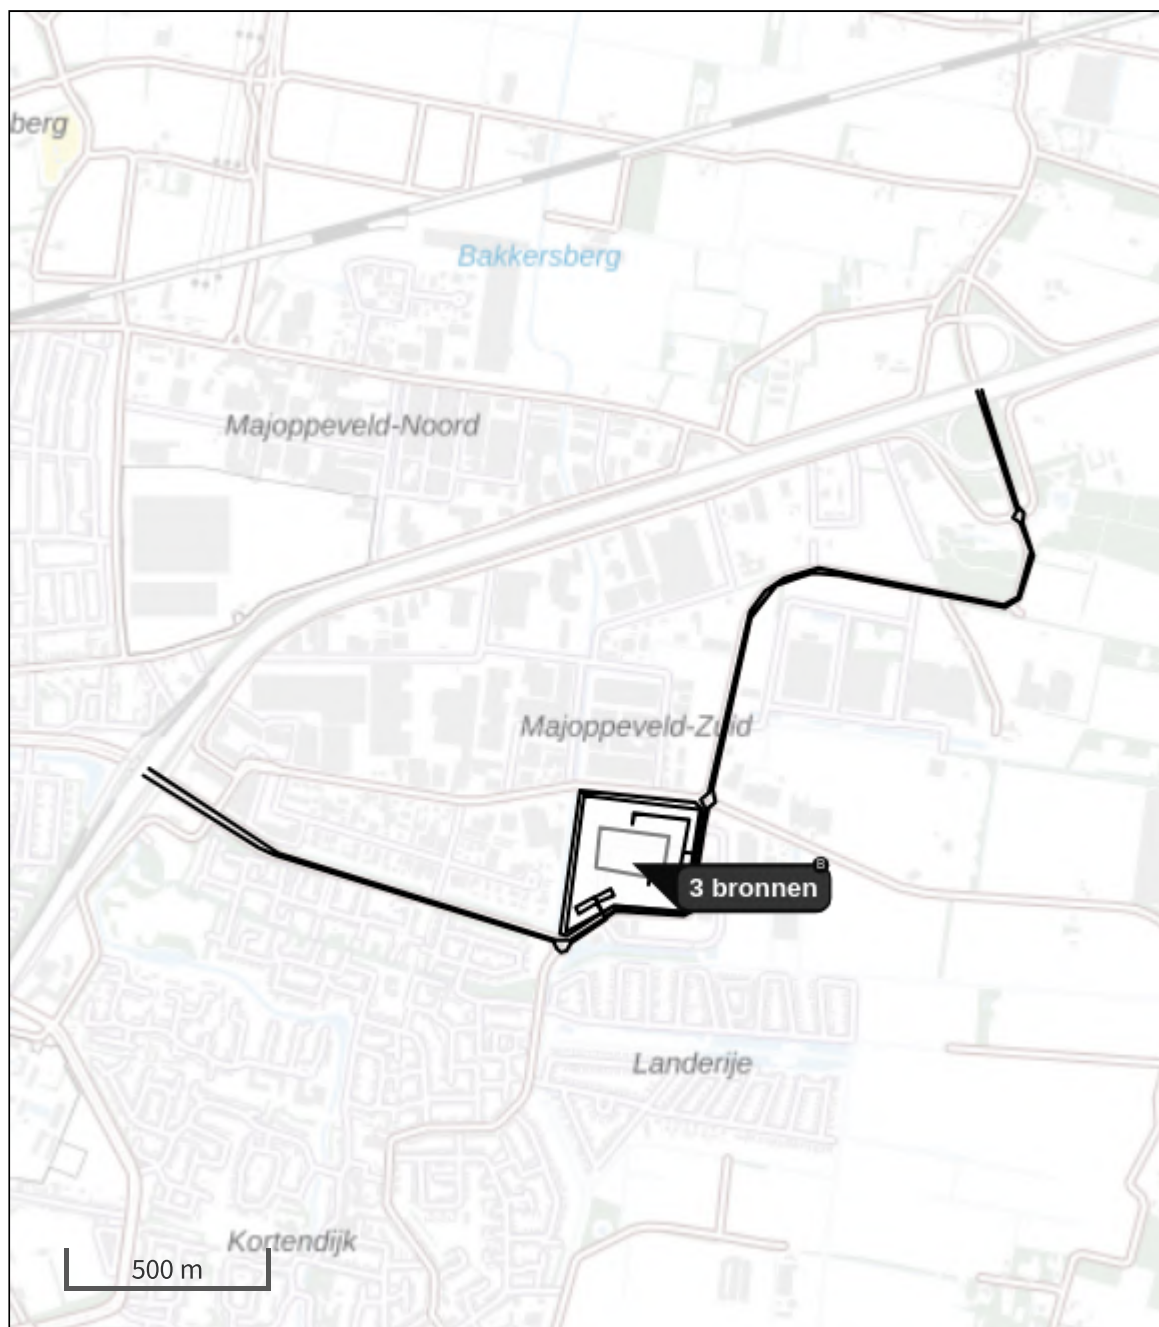 berg
Bakkersberg
Majoppeveld-Noord
Majoppeveld-Zuid
B
3 bronnen
Landerije
Kortendijk
500 m